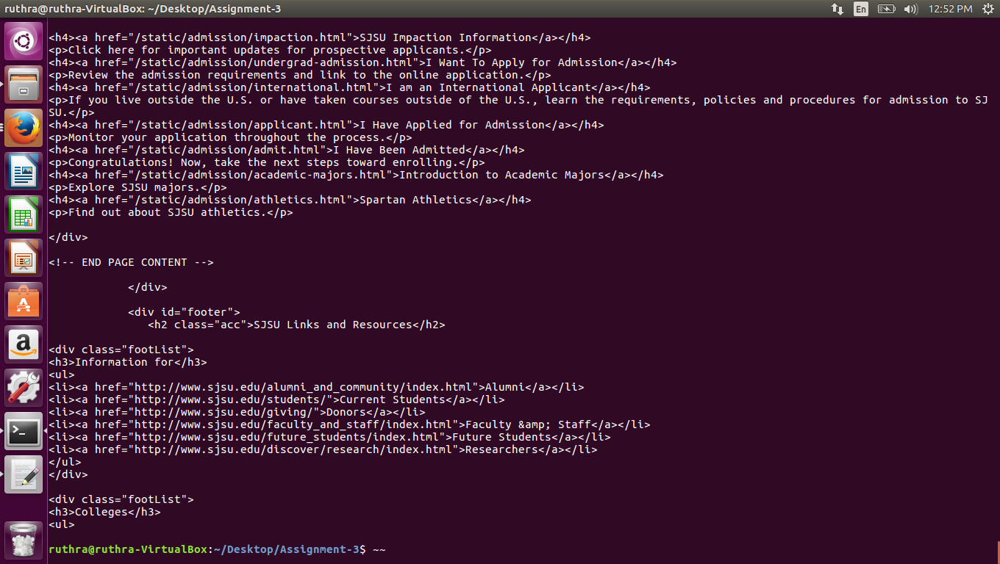 ruthra@ruthra-VirtualBox: ~/Desktop/Assignment-3
En
12:52 PM
<h4><a href="/static/admission/impaction.html">SJSU Impaction Information</a></h4>
<p>Click here for important updates for prospective applicants.</p>
<h4><a href="/static/admission/undergrad-admission.html">I Want To Apply for Admission</a></h4>
<p>Review the admission requirements and link to the online application.</p>
<h4><a href="/static/admission/international.html">I am an International Applicant</a></h4>
<p>If you live outside the U.S. or have taken courses outside of the U.S., learn the requirements, policies and procedures for admission to SJ
SU.</p>
<h4><a href="/static/admission/applicant.html">I Have Applied for Admission</a></h4>
<p>Monitor your application throughout the process.</p>
<h4><a href="/static/admission/admit.html">I Have Been Admitted</a></h4>
<p>Congratulations! Now, take the next steps toward enrolling.</p>
<h4><a href="/static/admission/academic-majors.html">Introduction to Academic Majors</a></h4>
<p>Explore SJSU majors.</p>
<h4><a href="/static/admission/athletics.html">Spartan Athletics</a></h4>
<p>Find out about SJSU athletics.</p>
</div>
<!-- END PAGE CONTENT -->
</div>
<div id="footer">
<h2 class="acc">SJSU Links and Resources</h2>
<div class="footList">
<h3>Information for</h3>
<ul>
<li><a href="http://www.sjsu.edu/alumni_and_community/index.html">Alumni</a></li>
<li><a href="http://www.sjsu.edu/students/">Current Students</a></li>
<li><a href="http://www.sjsu.edu/giving/">Donors</a></li>
<li><a href="http://www.sjsu.edu/faculty_and_staff/index.html">Faculty &amp; Staff</a></li>
<li><a href="http://www.sjsu.edu/future_students/index.html">Future Students</a></li>
<li><a href="http://www.sjsu.edu/discover/research/index.html">Researchers</a></li>
</ul>
</div>
<div class="footList">
<h3>Colleges</h3>
<ul>
ruthra@ruthra-VirtualBox:~/Desktop/Assignment-3$ ~~